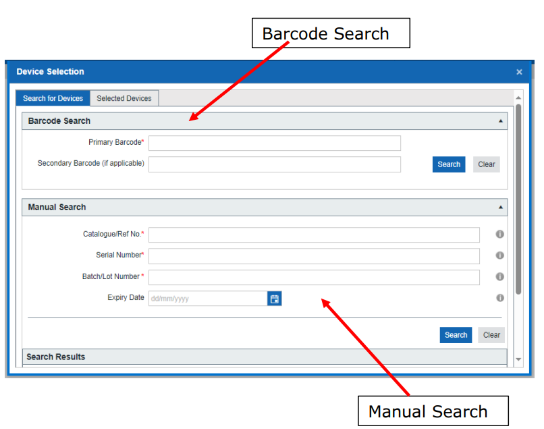 Barcode Search
Device Selection
Search for Devices Selected Devices
Barcode Search
Primary Barcode*
Secondary Barcode (if applicable) Search Clear
Manual Search
Catalogue/Ref No.*
Serial Number*
Batch/Lot Number *
Expiry Date dd/mm/yyyy
Search Clear
Search Results
Manual Search